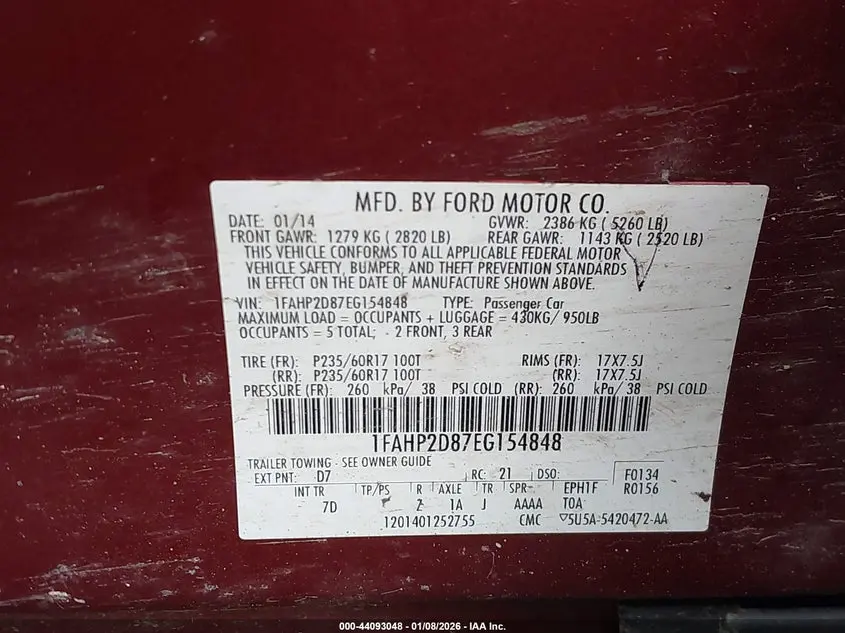 MFD. BY FORD MOTOR CO.
DATE: 01/14 GVWR: 2386 KG ( 5260 LB)
FRONT GAWR: 1279 KG ( 2820 LB) REAR GAWR: 1143 KG ( 2520 LB)
THIS VEHICLE CONFORMS TO ALL APPLICABLE FEDERAL MOTOR
VEHICLE SAFETY, BUMPER, AND THEFT PREVENTION STANDARDS
IN EFFECT ON THE DATE OF MANUFACTURE SHOWN ABOVE.
VIN: 1FAHP2D87EG154848 TYPE: Passenger Car
MAXIMUM LOAD = OCCUPANTS + LUGGAGE = 430KG/ 950LB
OCCUPANTS = 5 TOTAL; - 2 FRONT, 3 REAR
TIRE (FR): P235/60R17 100T RIMS (FR): 17X7.5J
(RR): P235/60R17 100T (RR): 17X7.5J
PRESSURE (FR): 260 kPa/ 38 PSI COLD (RR): 260 kPa/ 38 PSI COLD
1FAHP2D87EG154848
TRAILER TOWING - SEE OWNER GUIDE
EXT PNT: D7 RC: 21 DSO: F0134
INT TR TP/PS R AXLE TR SPR EPH1F R0156
7D 2 1A J AAAA T0A
1201401252755 CMC ▽5U5A-5420472-AA
000-44093048 - 01/08/2026 - IAA Inc.